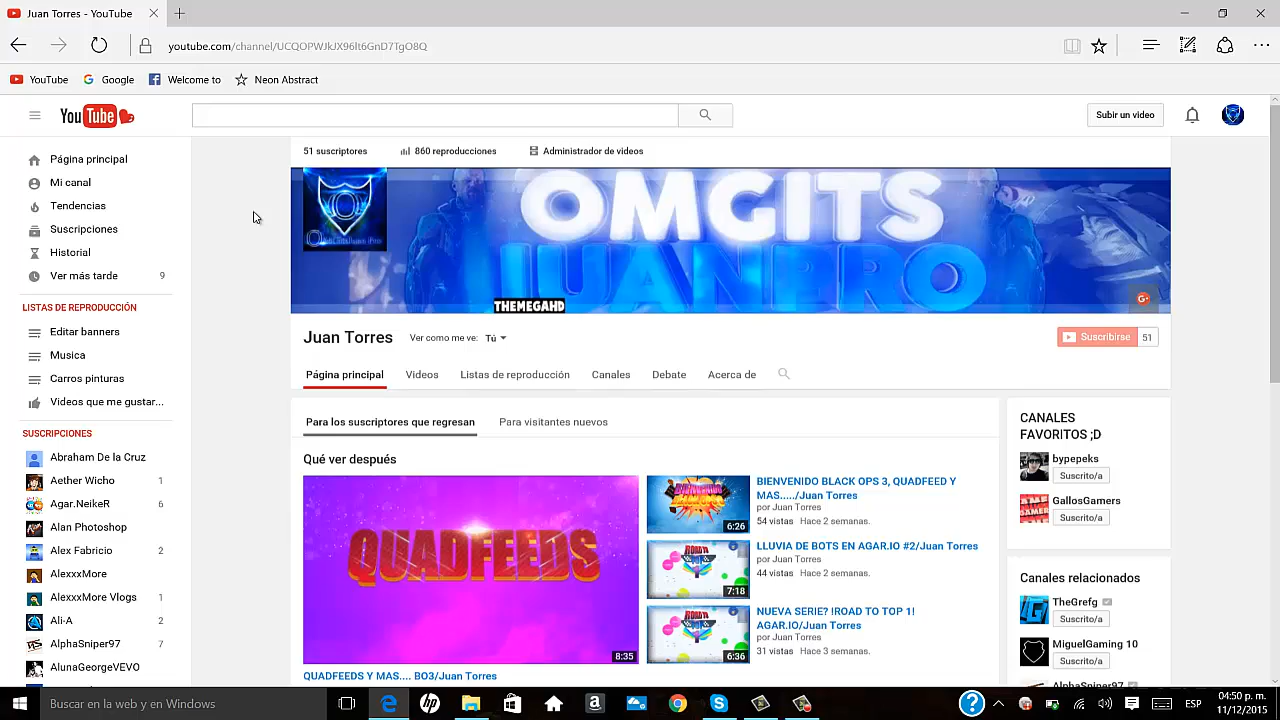 Juan Torres - YouTube
youtube.com/channel/UCQOPWJkJX96lt6GnD7TgO8Q
YouTube
Google
Welcome to
Neon Abstract
YouTube
Subir un video
51 suscriptores
860 reproducciones
Administrador de videos
Página principal
Mi canal
Tendencias
Suscripciones
Historial
Ver más tarde 9
LISTAS DE REPRODUCCIÓN
Editar banners
Musica
Carros pinturas
Videos que me gustar...
SUSCRIPCIONES
Abraham De la Cruz
Aether Wicho 1
Agar.NeikeR 6
Alan Photoshop
Alex Fabricio 2
AlexxxMore
AlexxxMore Vlogs 1
Ali-A 2
AlphaSniper97 7
AlunaGeorgeVEVO
OMGITS
JUANPRO
THEMEGAHD
G+
Juan Torres
Ver como me ve: Tú
Suscribirse 51
Página principal
Videos
Listas de reproducción
Canales
Debate
Acerca de
Para los suscriptores que regresan
Para visitantes nuevos
Qué ver después
QUADFEEDS
8:35
QUADFEEDS Y MAS.... BO3/Juan Torres
6:26
BIENVENIDO BLACK OPS 3, QUADFEED Y
MAS...../Juan Torres
por Juan Torres
54 vistas Hace 2 semanas.
ROAD TO
7:18
LLUVIA DE BOTS EN AGAR.IO #2/Juan Torres
por Juan Torres
44 vistas Hace 2 semanas.
ROAD TO
6:36
NUEVA SERIE? !ROAD TO TOP 1!
AGAR.IO/Juan Torres
por Juan Torres
31 vistas Hace 3 semanas.
CANALES
FAVORITOS ;D
bypepeks
Suscrito/a
GallosGamers
Suscrito/a
Canales relacionados
TheGrefg
Suscrito/a
MiguelGaming 10
Suscrito/a
AlphaSniper97
Buscar en la web y en Windows
ESP
04:50 p. m.
11/12/2015